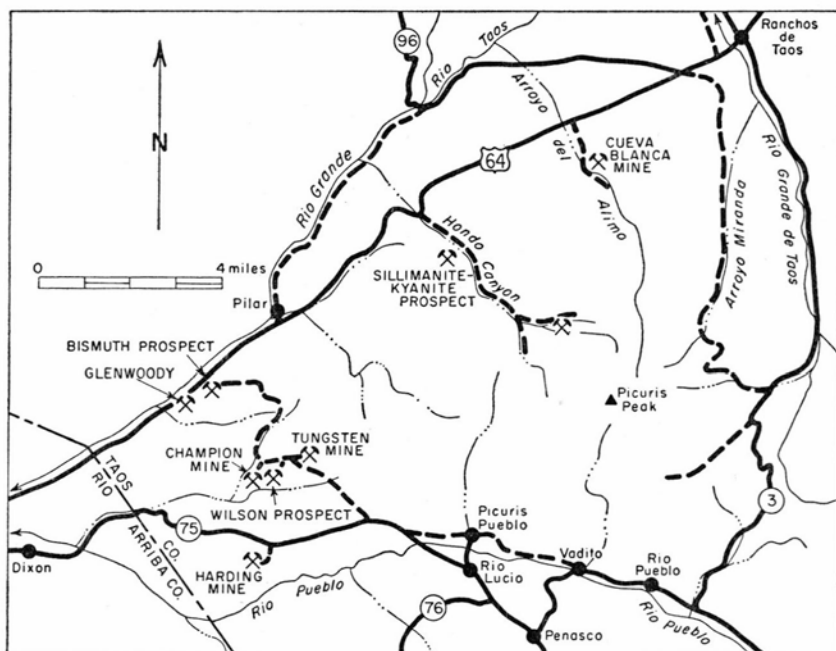 96
Rio Taos
Ranchos
de
Taos
Arroyo
del
Alimo
N
64
CUEVA
BLANCA
MINE
Rio Grande
Rio Grande de Taos
Arroyo Miranda
Hondo
Canyon
0 4 miles
SILLIMANITE-
KYANITE
PROSPECT
Pilar
BISMUTH PROSPECT
GLENWOODY
Picuris
Peak
TUNGSTEN
MINE
CHAMPION
MINE
WILSON PROSPECT
TAOS CO.
RIO ARRIBA CO.
3
75
Picuris
Pueblo
Vadito
Rio
Pueblo
Dixon
HARDING
MINE
Rio
Lucio
Rio Pueblo
Rio Pueblo
76
Penasco